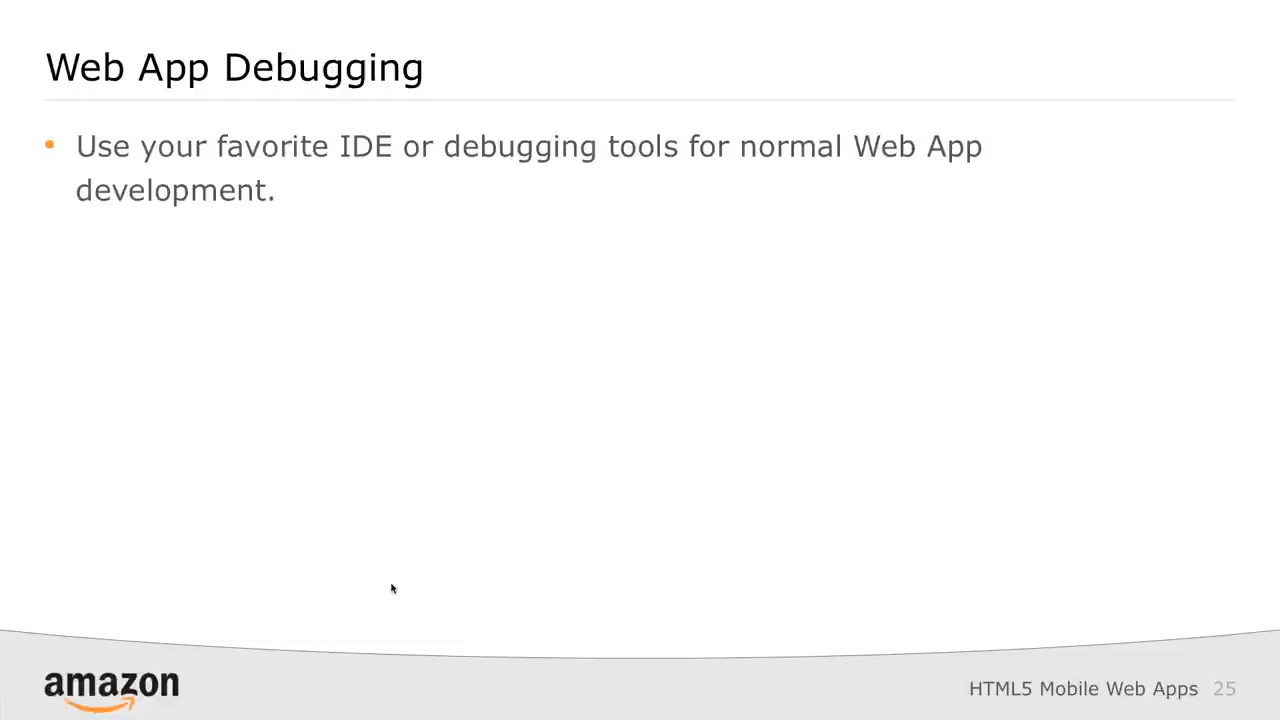 Web App Debugging
• Use your favorite IDE or debugging tools for normal Web App
development.
amazon
HTML5 Mobile Web Apps 25